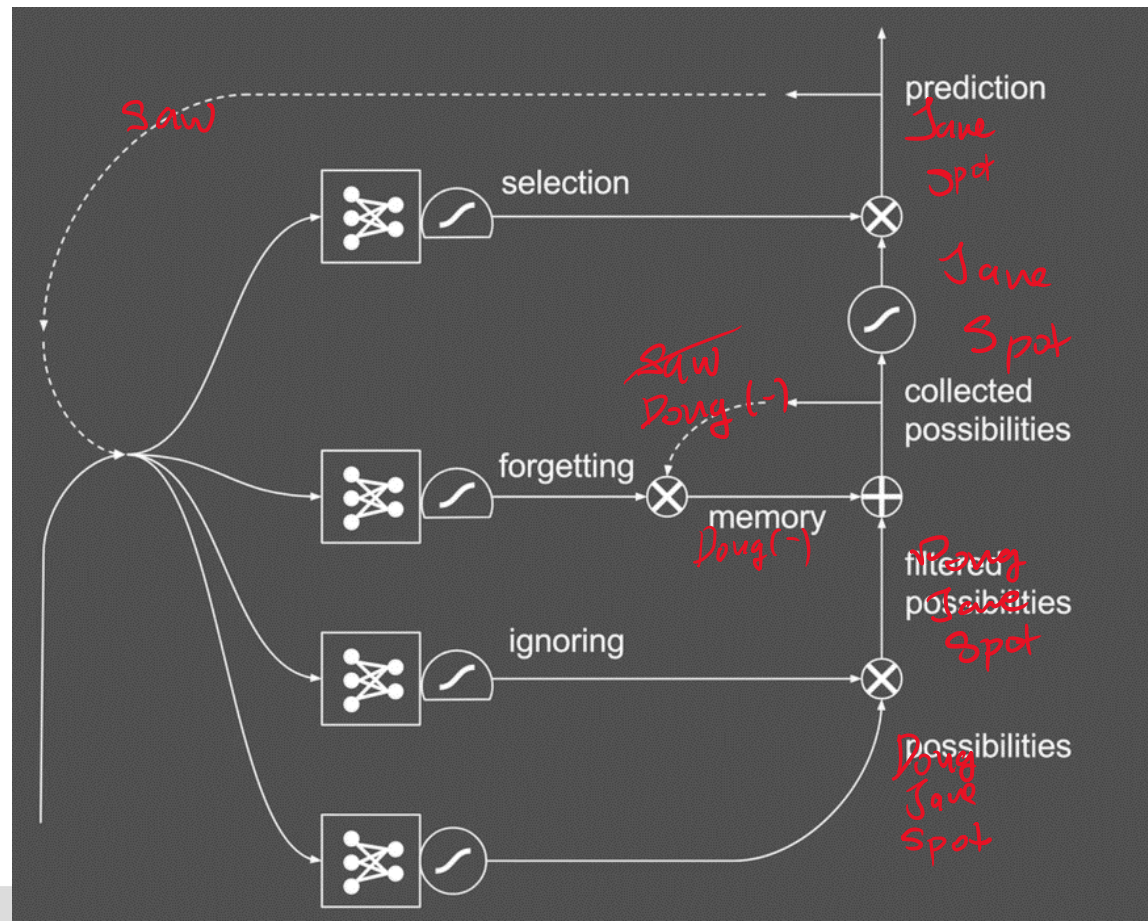 prediction
Saw
Jane
Spot
selection
Jane
Spot
Saw
Doug (-)
collected
possibilities
forgetting
memory
Doug (-)
filtered
possibilities
Doug
Jane
Spot
ignoring
possibilities
Doug
Jane
Spot